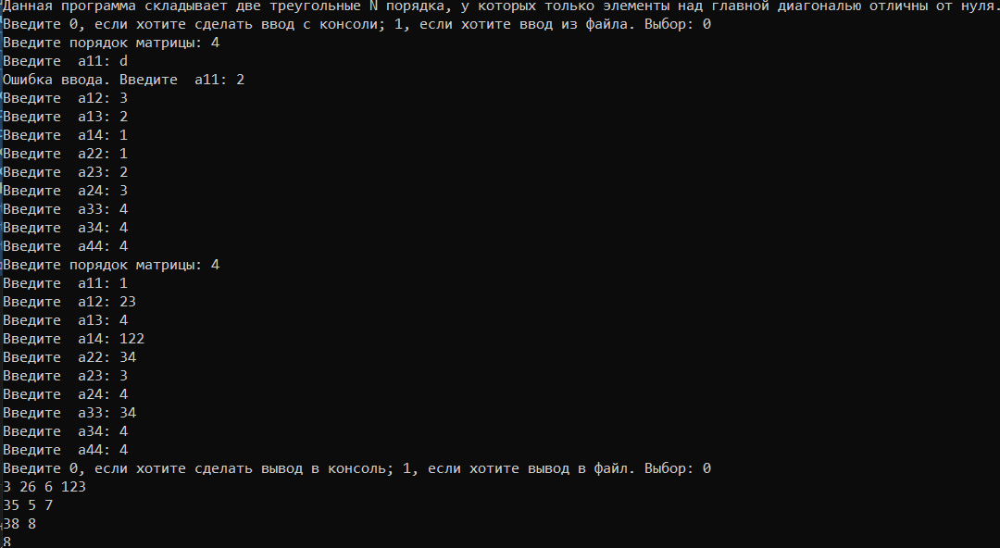 Данная программа складывает две треугольные N порядка, у которых только элементы над главной диагональю отличны от нуля.
Введите 0, если хотите сделать ввод с консоли; 1, если хотите ввод из файла. Выбор: 0
Введите порядок матрицы: 4
Введите  a11: d
Ошибка ввода. Введите  a11: 2
Введите  a12: 3
Введите  a13: 2
Введите  a14: 1
Введите  a22: 1
Введите  a23: 2
Введите  a24: 3
Введите  a33: 4
Введите  a34: 4
Введите  a44: 4
Введите порядок матрицы: 4
Введите  a11: 1
Введите  a12: 23
Введите  a13: 4
Введите  a14: 122
Введите  a22: 34
Введите  a23: 3
Введите  a24: 4
Введите  a33: 34
Введите  a34: 4
Введите  a44: 4
Введите 0, если хотите сделать вывод в консоль; 1, если хотите вывод в файл. Выбор: 0
3 26 6 123
35 5 7
38 8
8